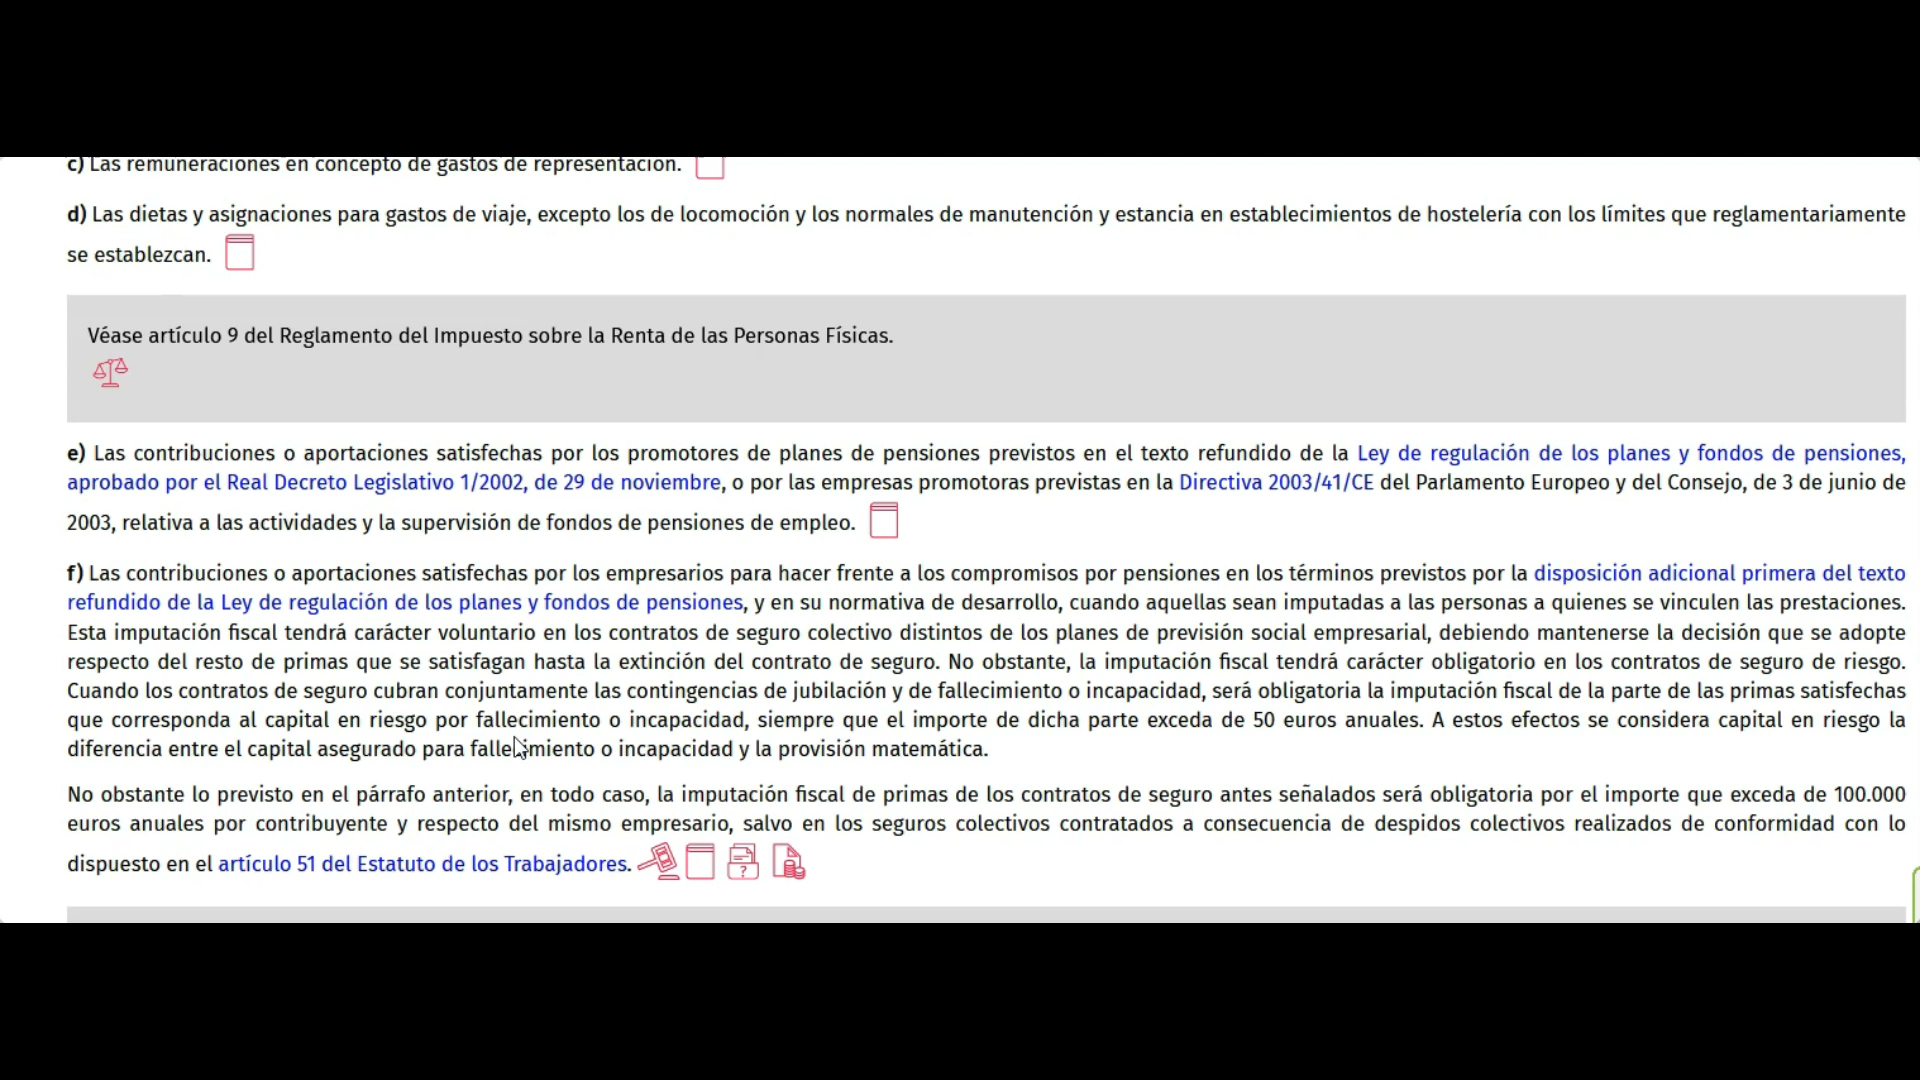 c) Las remuneraciones en concepto de gastos de representación.
d) Las dietas y asignaciones para gastos de viaje, excepto los de locomoción y los normales de manutención y estancia en establecimientos de hostelería con los límites que reglamentariamente
se establezcan.
Véase artículo 9 del Reglamento del Impuesto sobre la Renta de las Personas Físicas.
e) Las contribuciones o aportaciones satisfechas por los promotores de planes de pensiones previstos en el texto refundido de la Ley de regulación de los planes y fondos de pensiones,
aprobado por el Real Decreto Legislativo 1/2002, de 29 de noviembre, o por las empresas promotoras previstas en la Directiva 2003/41/CE del Parlamento Europeo y del Consejo, de 3 de junio de
2003, relativa a las actividades y la supervisión de fondos de pensiones de empleo.
f) Las contribuciones o aportaciones satisfechas por los empresarios para hacer frente a los compromisos por pensiones en los términos previstos por la disposición adicional primera del texto
refundido de la Ley de regulación de los planes y fondos de pensiones, y en su normativa de desarrollo, cuando aquellas sean imputadas a las personas a quienes se vinculen las prestaciones.
Esta imputación fiscal tendrá carácter voluntario en los contratos de seguro colectivo distintos de los planes de previsión social empresarial, debiendo mantenerse la decisión que se adopte
respecto del resto de primas que se satisfagan hasta la extinción del contrato de seguro. No obstante, la imputación fiscal tendrá carácter obligatorio en los contratos de seguro de riesgo.
Cuando los contratos de seguro cubran conjuntamente las contingencias de jubilación y de fallecimiento o incapacidad, será obligatoria la imputación fiscal de la parte de las primas satisfechas
que corresponda al capital en riesgo por fallecimiento o incapacidad, siempre que el importe de dicha parte exceda de 50 euros anuales. A estos efectos se considera capital en riesgo la
diferencia entre el capital asegurado para fallecimiento o incapacidad y la provisión matemática.
No obstante lo previsto en el párrafo anterior, en todo caso, la imputación fiscal de primas de los contratos de seguro antes señalados será obligatoria por el importe que exceda de 100.000
euros anuales por contribuyente y respecto del mismo empresario, salvo en los seguros colectivos contratados a consecuencia de despidos colectivos realizados de conformidad con lo
dispuesto en el artículo 51 del Estatuto de los Trabajadores.